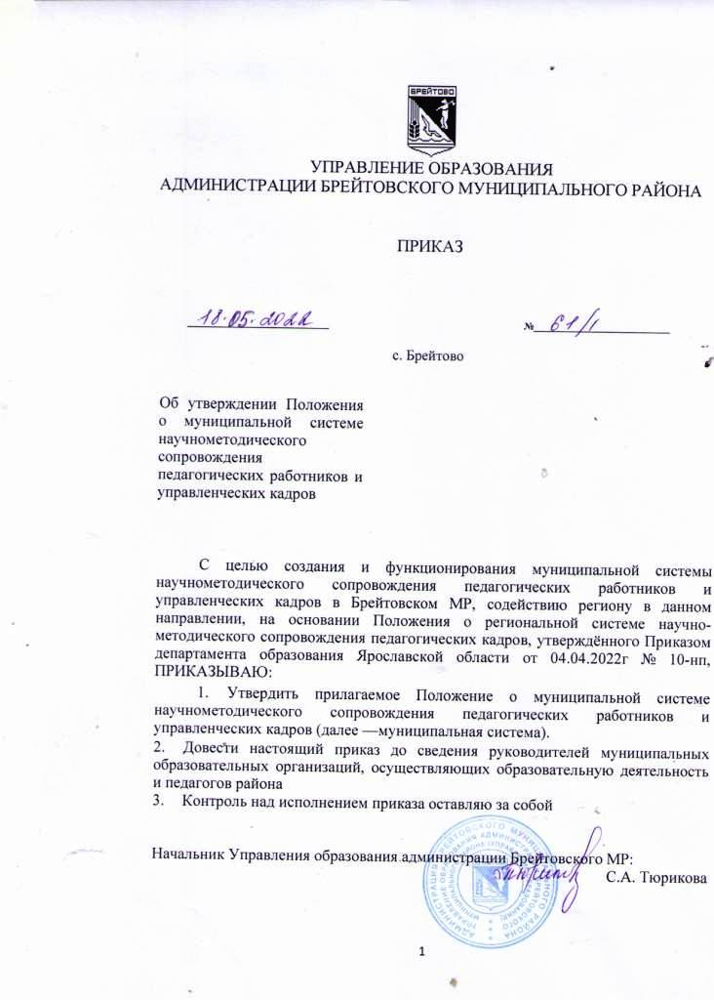 БРЕЙТОВО
УПРАВЛЕНИЕ ОБРАЗОВАНИЯ
АДМИНИСТРАЦИИ БРЕЙТОВСКОГО МУНИЦИПАЛЬНОГО РАЙОНА
ПРИКАЗ
18.05.2022 № 61/1
с. Брейтово
Об утверждении Положения
о муниципальной системе
научнометодического
сопровождения
педагогических работников и
управленческих кадров
С целью создания и функционирования муниципальной системы
научнометодического сопровождения педагогических работников и
управленческих кадров в Брейтовском МР, содействию региону в данном
направлении, на основании Положения о региональной системе научно-
методического сопровождения педагогических кадров, утверждённого Приказом
департамента образования Ярославской области от 04.04.2022г № 10-нп,
ПРИКАЗЫВАЮ:
1. Утвердить прилагаемое Положение о муниципальной системе
научнометодического сопровождения педагогических работников и
управленческих кадров (далее —муниципальная система).
2. Довести настоящий приказ до сведения руководителей муниципальных
образовательных организаций, осуществляющих образовательную деятельность
и педагогов района
3. Контроль над исполнением приказа оставляю за собой
Начальник Управления образования администрации Брейтовского МР:
С.А. Тюрикова
1